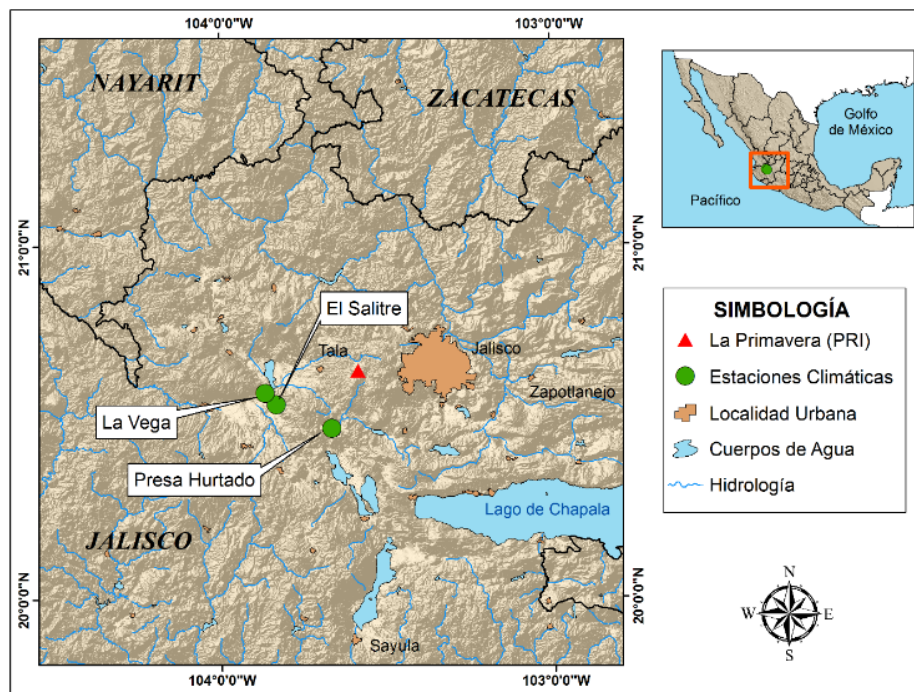 104°0'0"W
103°0'0"W
NAYARIT
ZACATECAS
Golfo
de México
Pacífico
21°0'0"N
21°0'0"N
El Salitre
Tala
Jalisco
Zapotlanejo
La Vega
Presa Hurtado
Lago de Chapala
JALISCO
20°0'0"N
20°0'0"N
Sayula
104°0'0"W
103°0'0"W
SIMBOLOGÍA
La Primavera (PRI)
Estaciones Climáticas
Localidad Urbana
Cuerpos de Agua
Hidrología
N
W
E
S